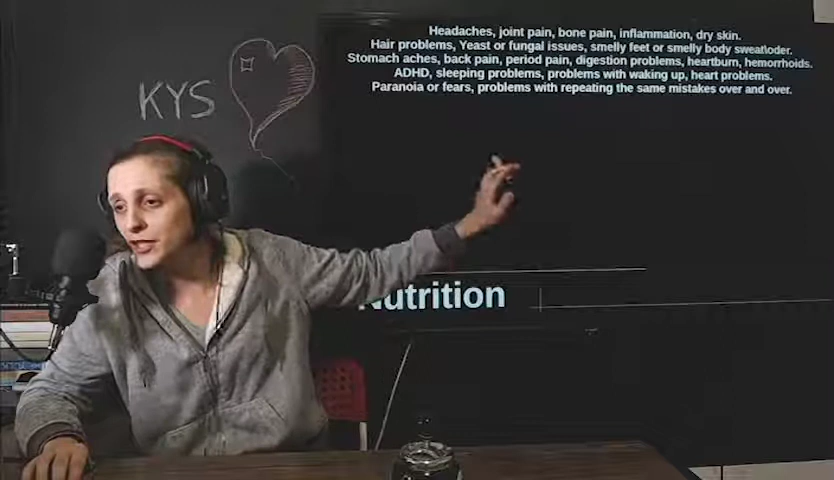 Headaches, joint pain, bone pain, inflammation, dry skin.
Hair problems, Yeast or fungal issues, smelly feet or smelly body sweat\oder.
Stomach aches, back pain, period pain, digestion problems, heartburn, hemorrhoids.
ADHD, sleeping problems, problems with waking up, heart problems.
Paranoia or fears, problems with repeating the same mistakes over and over.
KYS
Nutrition